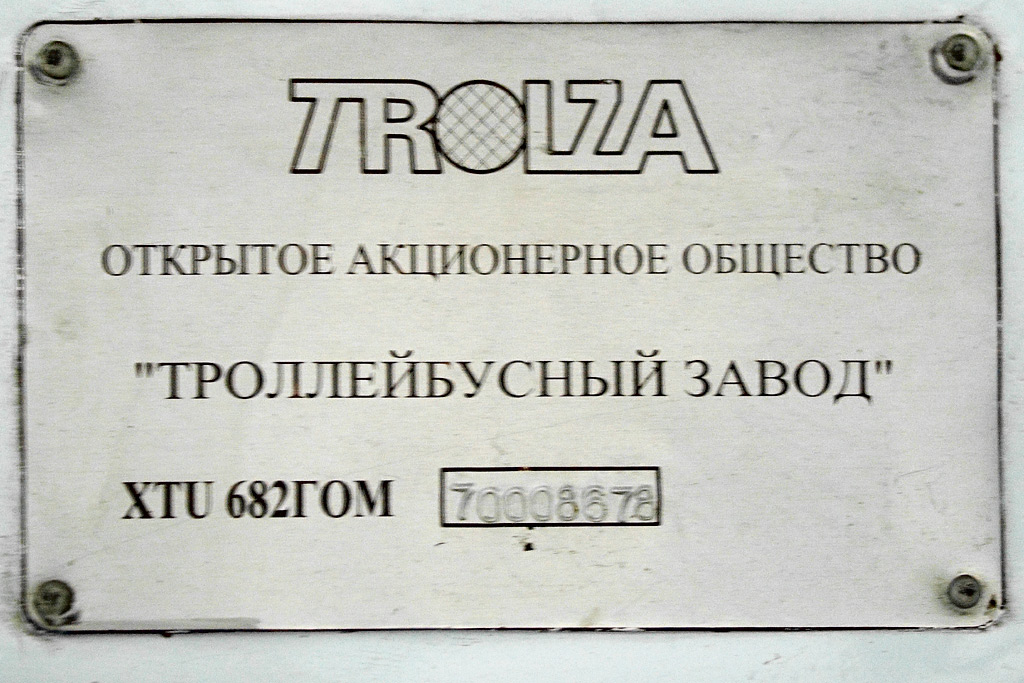 TROLZA
ОТКРЫТОЕ АКЦИОНЕРНОЕ ОБЩЕСТВО
"ТРОЛЛЕЙБУСНЫЙ ЗАВОД"
XTU 682ГОМ 70008678